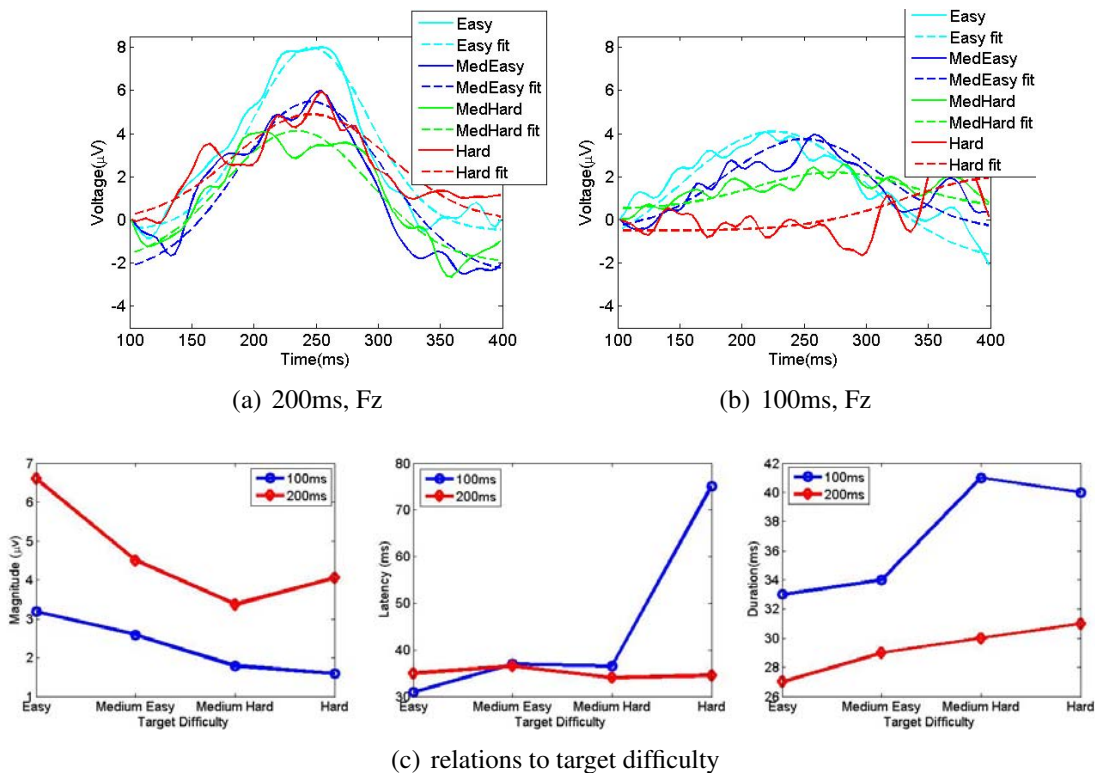 Easy
Easy fit
MedEasy
MedEasy fit
MedHard
MedHard fit
Hard
Hard fit
8
6
4
2
0
-2
-4
Voltage(μV)
100 150 200 250 300 350 400
Time(ms)
(a) 200ms, Fz
Easy
Easy fit
MedEasy
MedEasy fit
MedHard
MedHard fit
Hard
Hard fit
8
6
4
2
0
-2
-4
Voltage(μV)
100 150 200 250 300 350 400
Time(ms)
(b) 100ms, Fz
7
6
5
4
3
2
1
Magnitude (μV)
100ms
200ms
Easy Medium Easy Medium Hard Hard
Target Difficulty
80
70
60
50
40
30
Latency (ms)
100ms
200ms
Easy Medium Easy Medium Hard Hard
Target Difficulty
42
40
38
36
34
32
30
28
26
Duration(ms)
100ms
200ms
Easy Medium Easy Medium Hard Hard
Target Difficulty
(c) relations to target difficulty